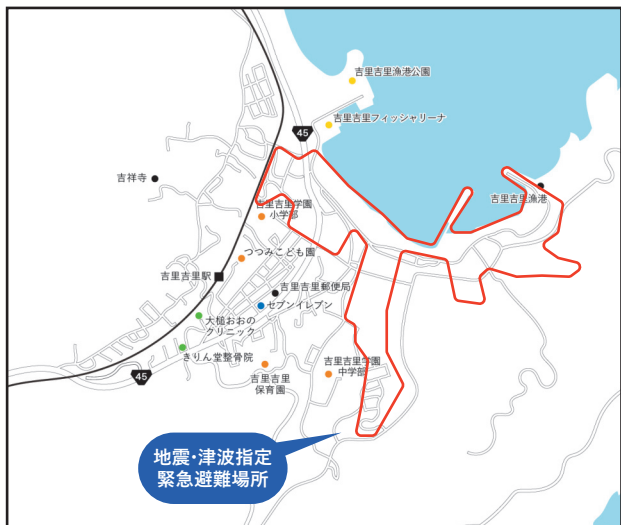 吉里吉里漁港公園
吉里吉里フィッシャリーナ
45
吉祥寺
吉里吉里漁港
吉里吉里学園
小学部
つつみこども園
吉里吉里駅
吉里吉里郵便局
セブンイレブン
大槌おおの
クリニック
きりん堂整骨院
吉里吉里
保育園
吉里吉里学園
中学部
45
地震・津波指定
緊急避難場所